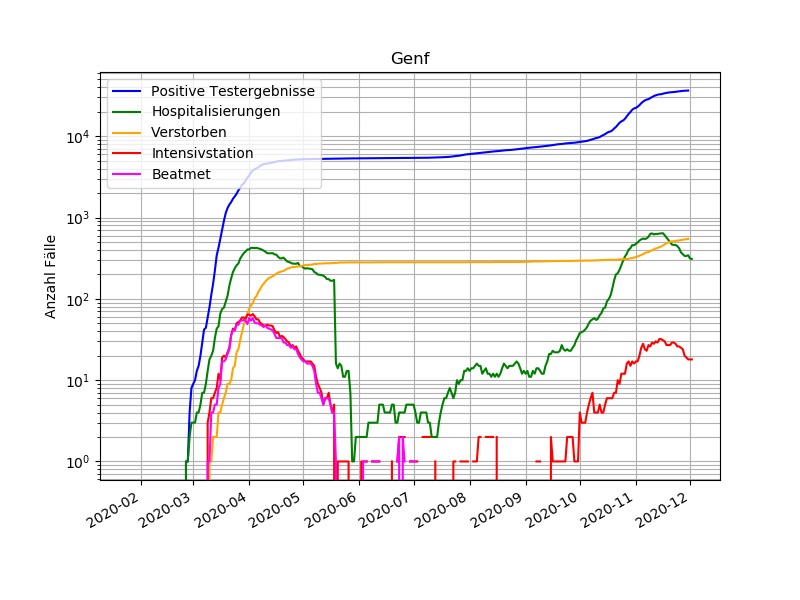 Genf
Positive Testergebnisse
Hospitalisierungen
Verstorben
Intensivstation
Beatmet
Anzahl Fälle
10⁴
10³
10²
10¹
10⁰
2020-02
2020-03
2020-04
2020-05
2020-06
2020-07
2020-08
2020-09
2020-10
2020-11
2020-12